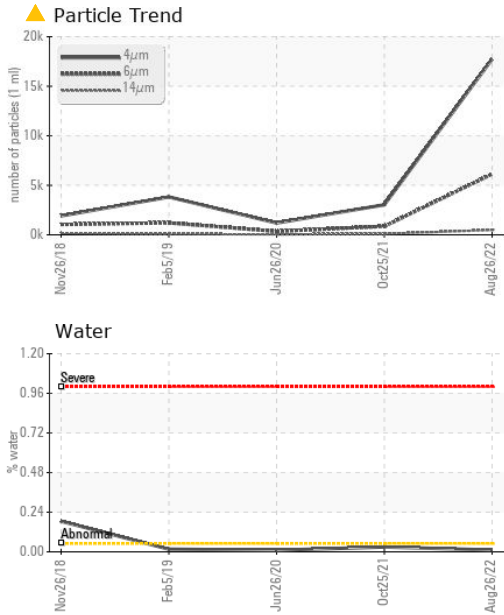 Particle Trend
20k
15k
10k
5k
0k
number of particles (1 ml)
4µm
6µm
14µm
Nov26/18
Feb5/19
Jun26/20
Oct25/21
Aug26/22
Water
1.20
0.96
0.72
0.48
0.24
0.00
% water
Severe
Abnormal
Nov26/18
Feb5/19
Jun26/20
Oct25/21
Aug26/22